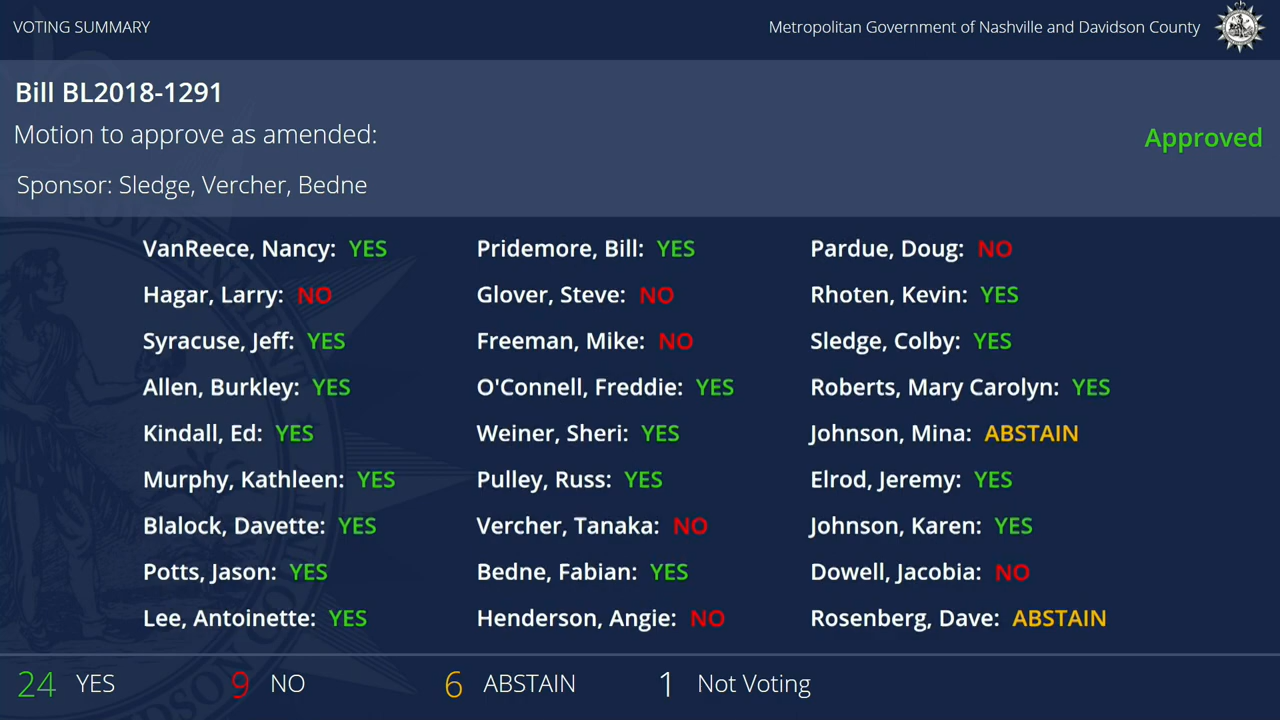 VOTING SUMMARY
Metropolitan Government of Nashville and Davidson County
Bill BL2018-1291
Motion to approve as amended:
Approved
Sponsor: Sledge, Vercher, Bedne
VanReece, Nancy: YES
Hagar, Larry: NO
Syracuse, Jeff: YES
Allen, Burkley: YES
Kindall, Ed: YES
Murphy, Kathleen: YES
Blalock, Davette: YES
Potts, Jason: YES
Lee, Antoinette: YES
Pridemore, Bill: YES
Glover, Steve: NO
Freeman, Mike: NO
O'Connell, Freddie: YES
Weiner, Sheri: YES
Pulley, Russ: YES
Vercher, Tanaka: NO
Bedne, Fabian: YES
Henderson, Angie: NO
Pardue, Doug: NO
Rhoten, Kevin: YES
Sledge, Colby: YES
Roberts, Mary Carolyn: YES
Johnson, Mina: ABSTAIN
Elrod, Jeremy: YES
Johnson, Karen: YES
Dowell, Jacobia: NO
Rosenberg, Dave: ABSTAIN
24 YES 9 NO 6 ABSTAIN 1 Not Voting